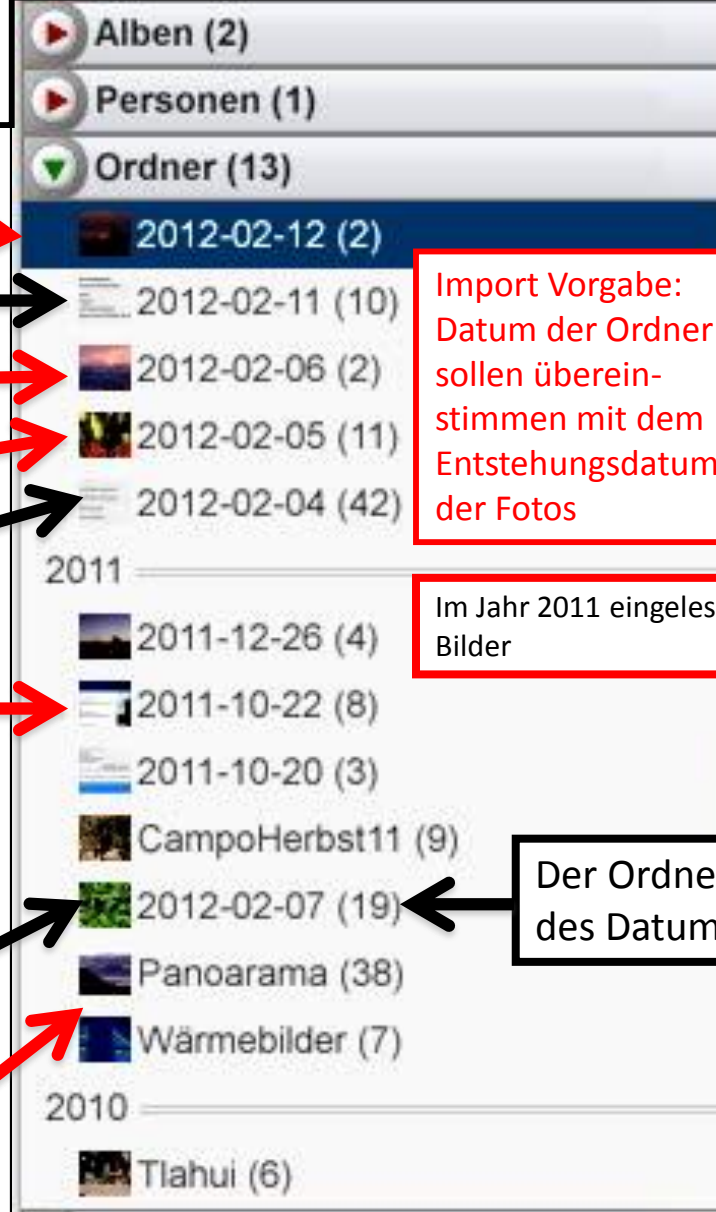 Alben (2)
Personen (1)
Ordner (13)
2012-02-12 (2)
2012-02-11 (10)
2012-02-06 (2)
2012-02-05 (11)
2012-02-04 (42)
Import Vorgabe:
Datum der Ordner
sollen überein-
stimmen mit dem
Entstehungsdatum
der Fotos
2011
Im Jahr 2011 eingeles
Bilder
2011-12-26 (4)
2011-10-22 (8)
2011-10-20 (3)
CampoHerbst11 (9)
2012-02-07 (19)
Der Ordne
des Datum
Panoarama (38)
Wärmebilder (7)
2010
Tlahui (6)